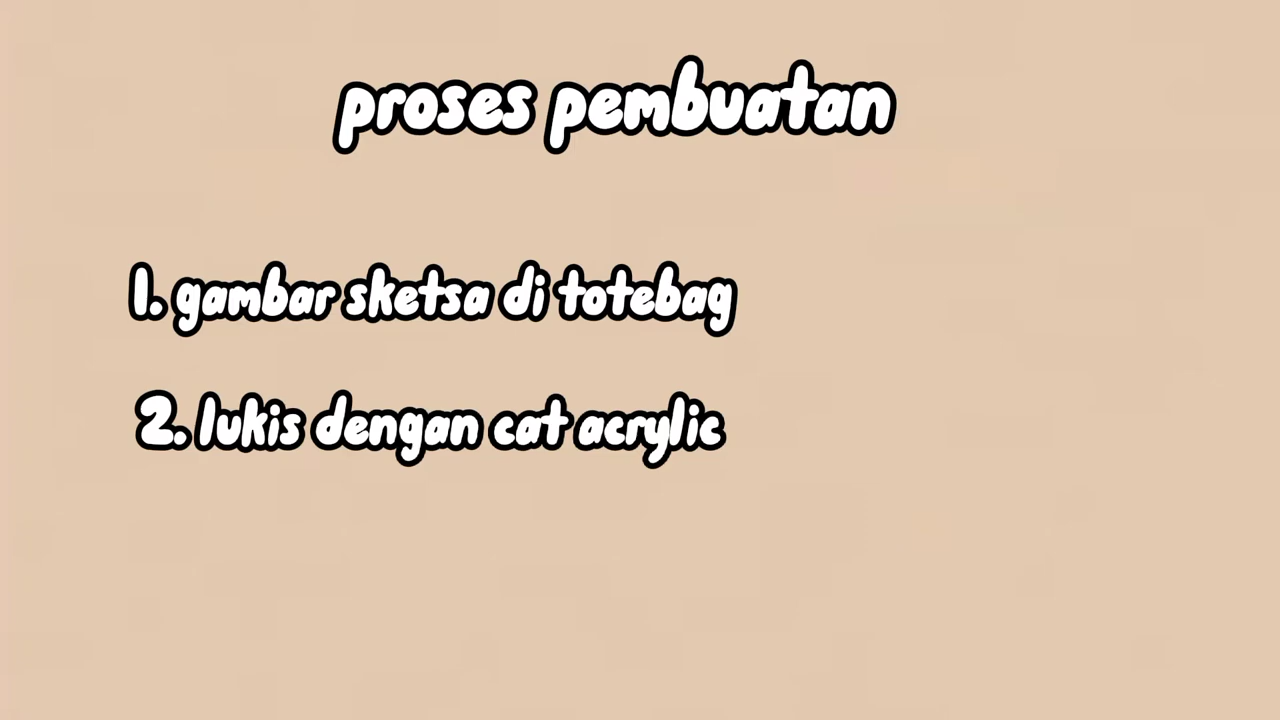 proses pembuatan
1. gambar sketsa di totebag
2. lukis dengan cat acrylic